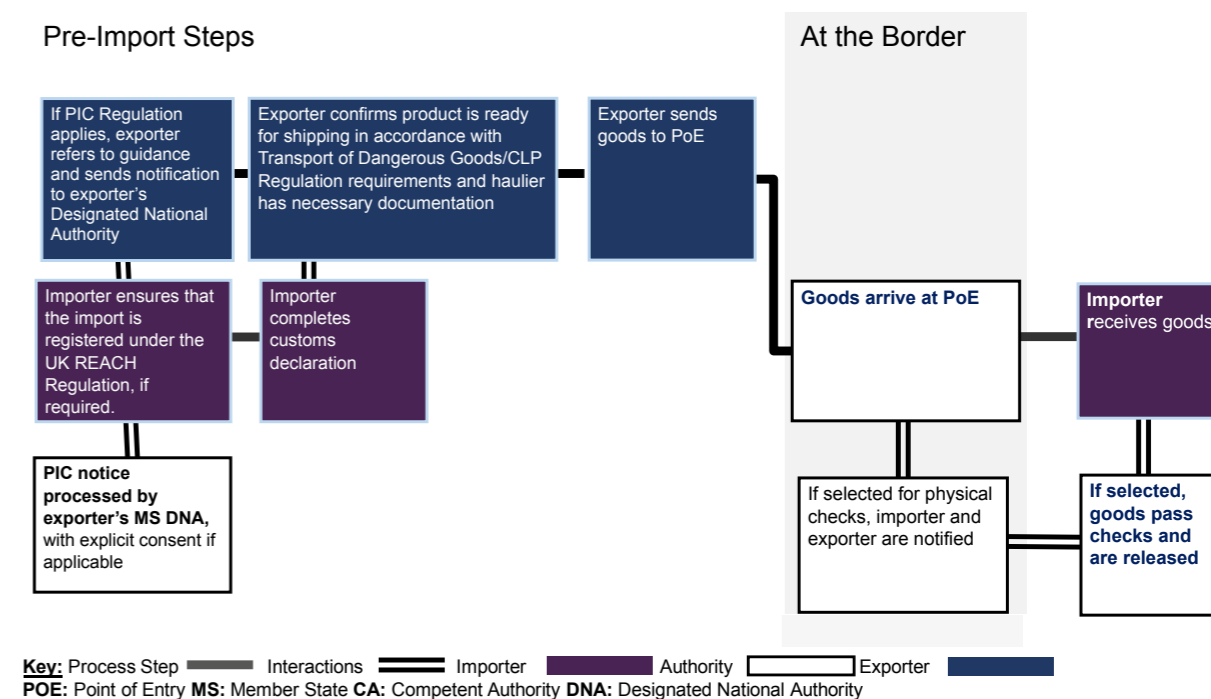 Pre-Import Steps
At the Border
If PIC Regulation
applies, exporter
refers to guidance
and sends notification
to exporter's
Designated National
Authority
Exporter confirms product is ready
for shipping in accordance with
Transport of Dangerous Goods/CLP
Regulation requirements and haulier
has necessary documentation
Exporter sends
goods to PoE
Importer ensures that
the import is
registered under the
UK REACH
Regulation, if
required.
Importer
completes
customs
declaration
Goods arrive at PoE
Importer
receives goods
PIC notice
processed by
exporter's MS DNA,
with explicit consent if
applicable
If selected for physical
checks, importer and
exporter are notified
If selected,
goods pass
checks and
are released
Key: Process Step Interactions Importer Authority Exporter
POE: Point of Entry MS: Member State CA: Competent Authority DNA: Designated National Authority